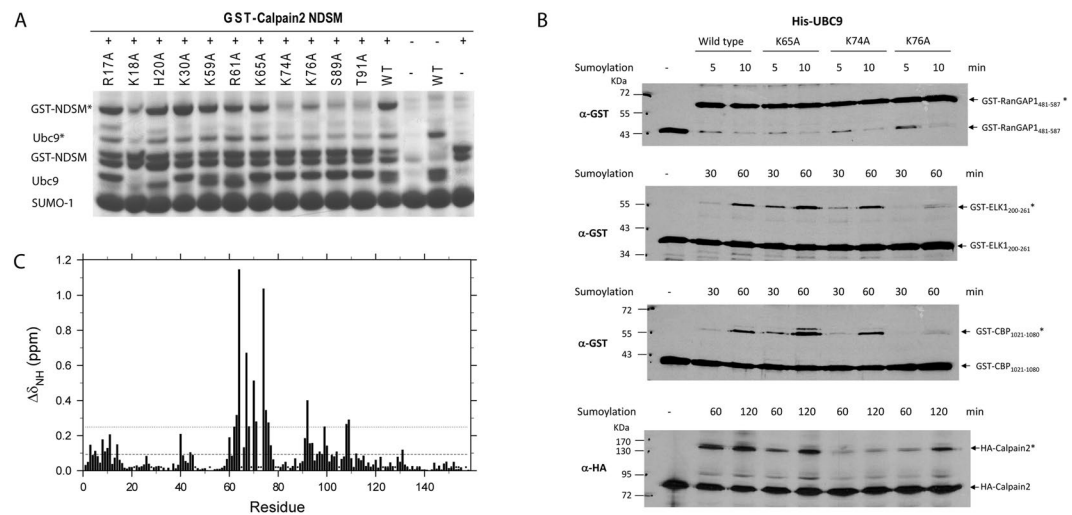 A
GST-Calpain2 NDSM
+ + + + + + + + + + + + - - +
R17A K18A H20A K30A K59A R61A K65A K74A K76A S89A T91A WT - WT -
GST-NDSM*
Ubc9*
GST-NDSM
Ubc9
SUMO-1
B
His-UBC9
Wild type K65A K74A K76A
Sumoylation - 5 10 5 10 5 10 5 10 min
KDa
72
55
43
α-GST
GST-RanGAP1481-587*
GST-RanGAP1481-587
- 30 60 30 60 30 60 30 60 min
55
43
34
α-GST
GST-ELK1200-261*
GST-ELK1200-261
Sumoylation - 30 60 30 60 30 60 30 60 min
72
55
43
α-GST
GST-CBP1021-1080*
GST-CBP1021-1080
Sumoylation - 60 120 60 120 60 120 60 120 min
KDa
170
130
95
72
α-HA
HA-Calpain2*
HA-Calpain2
C
ΔδNH (ppm)
1.2
1.0
0.8
0.6
0.4
0.2
0.0
0 20 40 60 80 100 120 140
Residue